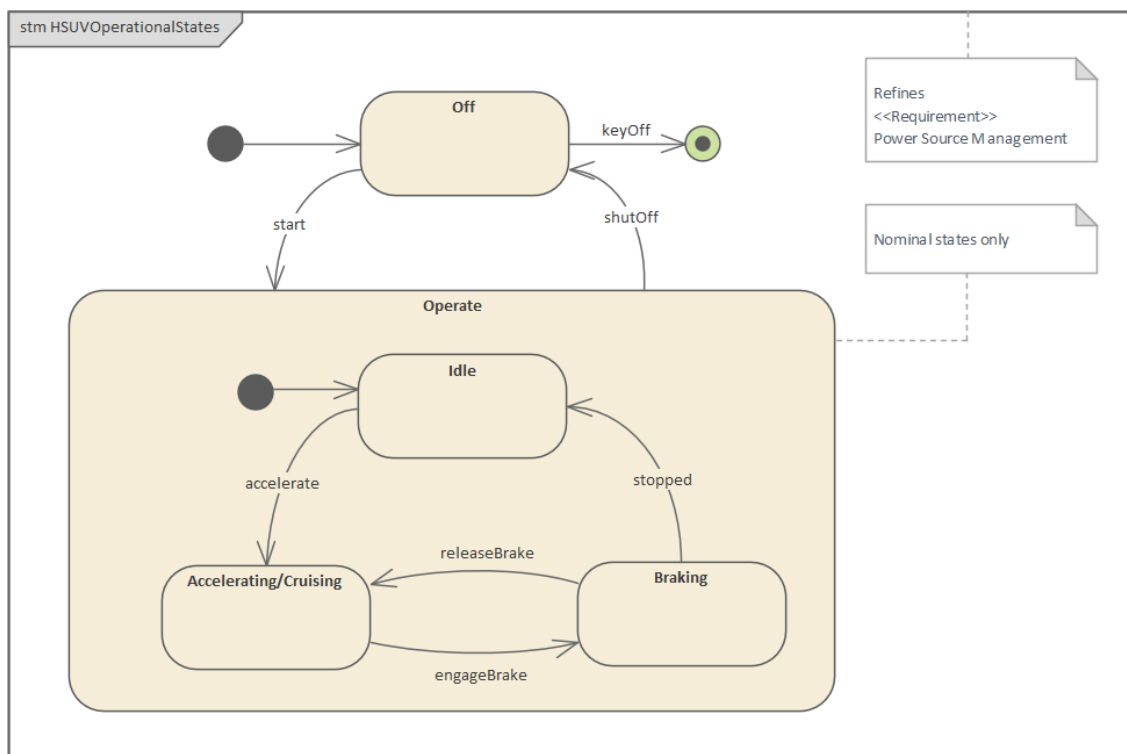 stm HSUVOperationalStates
Off
keyOff
Refines
<<Requirement>>
Power Source Management
start
shutOff
Nominal states only
Operate
Idle
accelerate
stopped
releaseBrake
Accelerating/Cruising
Braking
engageBrake